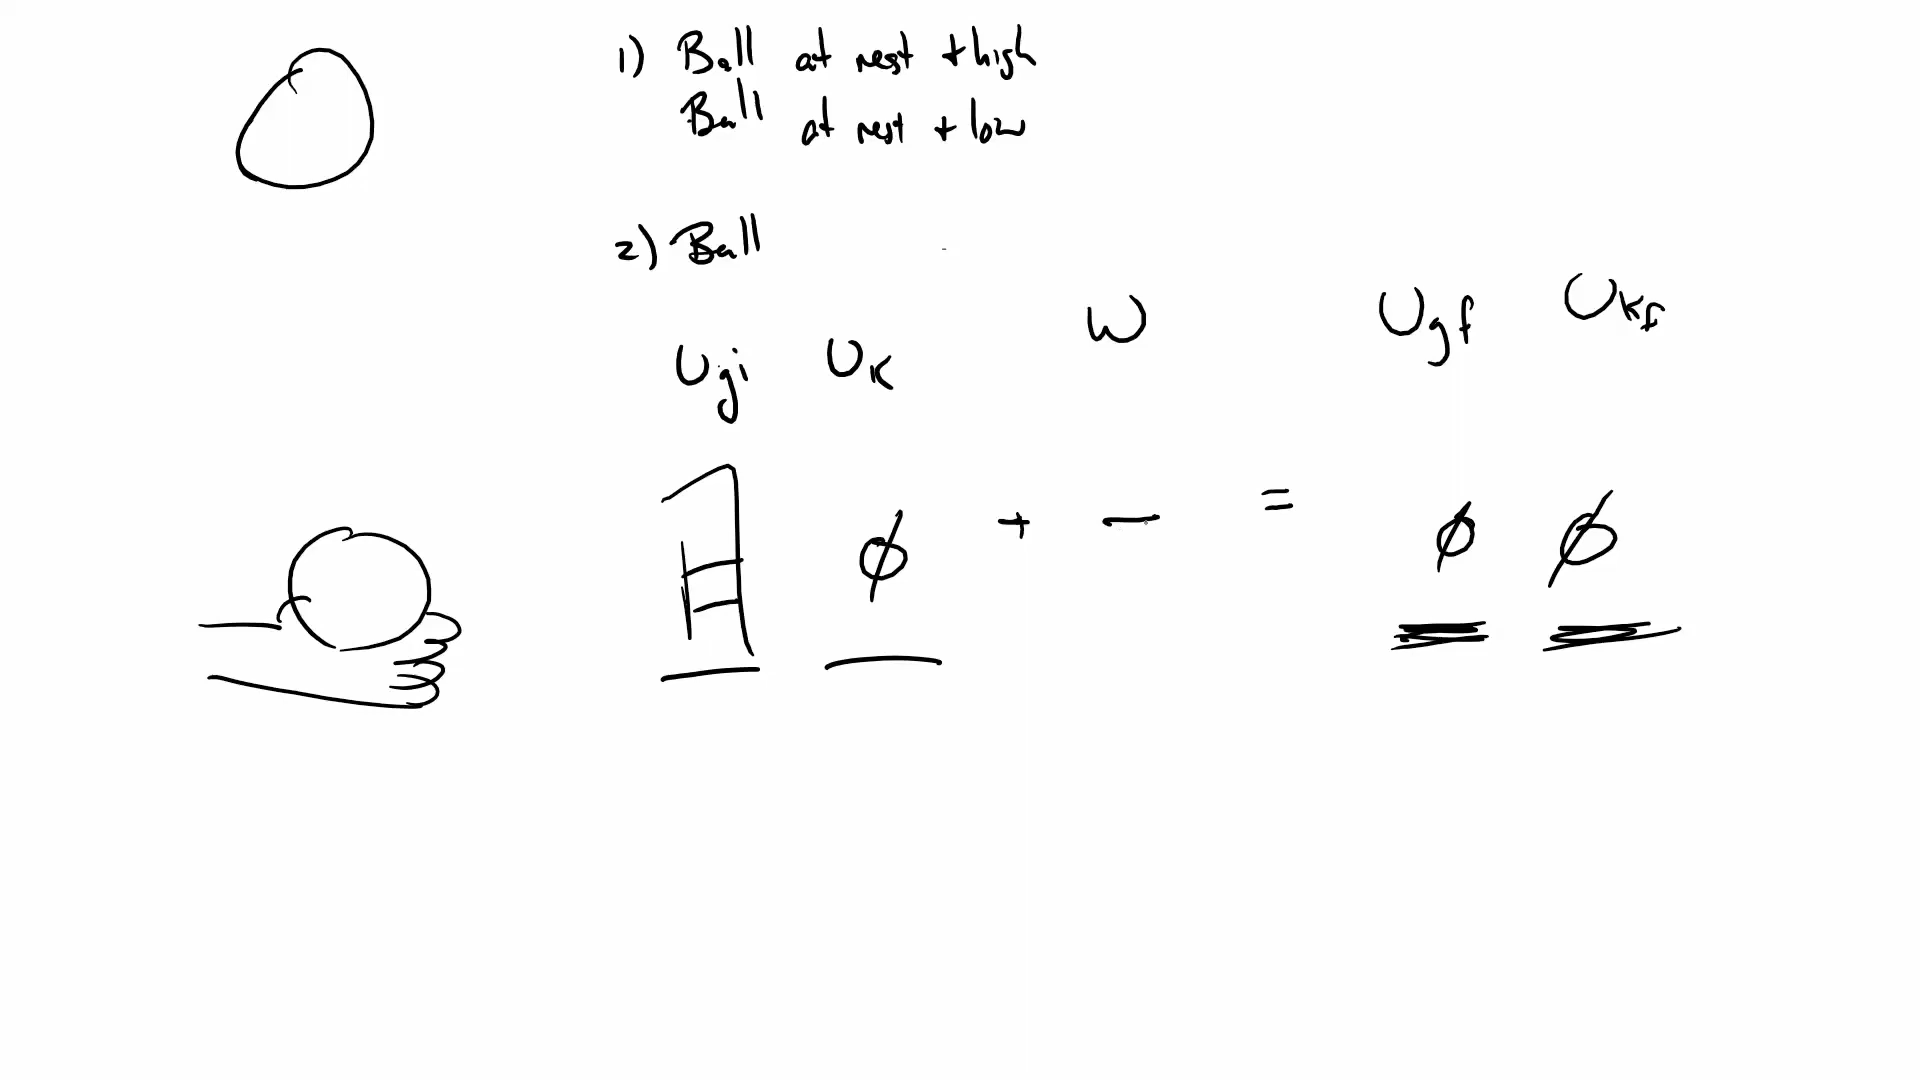 1) Ball at rest + high
Ball at rest + low
2) Ball
Ugi Uk W Ugf Ukf
∅ + – = ∅ ∅